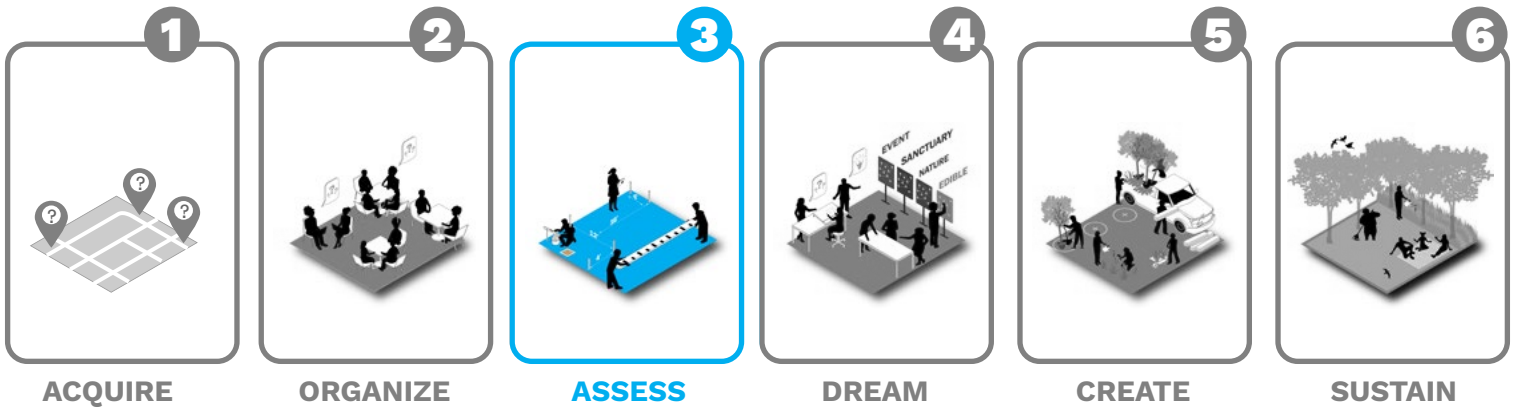 1
2
3
4
5
6
?
?
?
EVENT
SANCTUARY
NATURE
EDIBLE
ACQUIRE
ORGANIZE
ASSESS
DREAM
CREATE
SUSTAIN